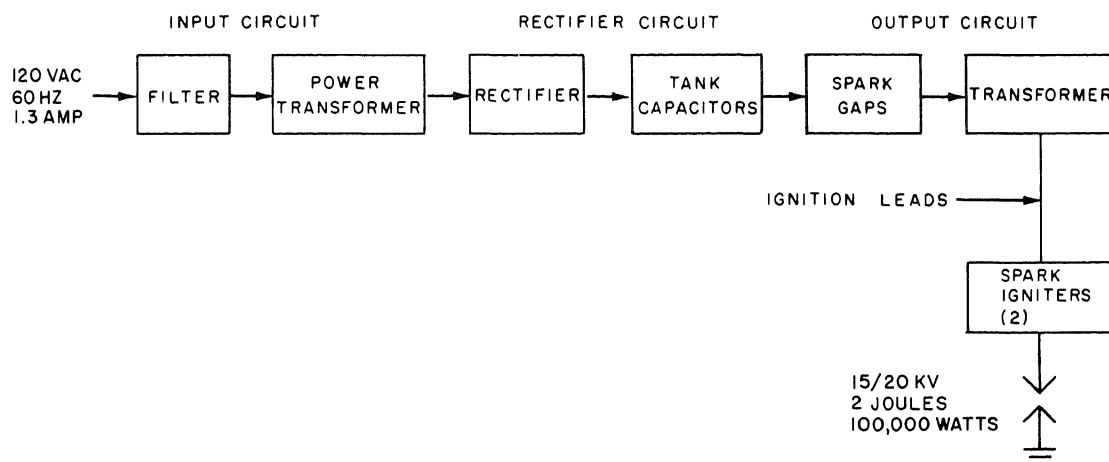 INPUT CIRCUIT
RECTIFIER CIRCUIT
OUTPUT CIRCUIT
120 VAC
60 HZ
1.3 AMP
FILTER
POWER
TRANSFORMER
RECTIFIER
TANK
CAPACITORS
SPARK
GAPS
TRANSFORMER
IGNITION LEADS
SPARK
IGNITERS
(2)
15/20 KV
2 JOULES
100,000 WATTS